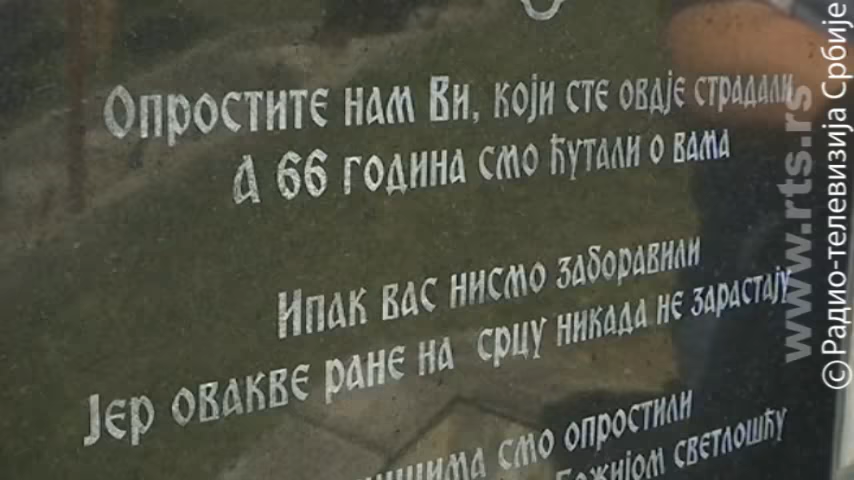 Опростите нам Ви, који сте овдје страдали
А 66 година смо ћутали о вама
Ипак вас нисмо заборавили
Јер овакве ране на срцу никада не зарастају
смо опростили
светлошћу
www.rts.rs
© Радио-телевизија Србије